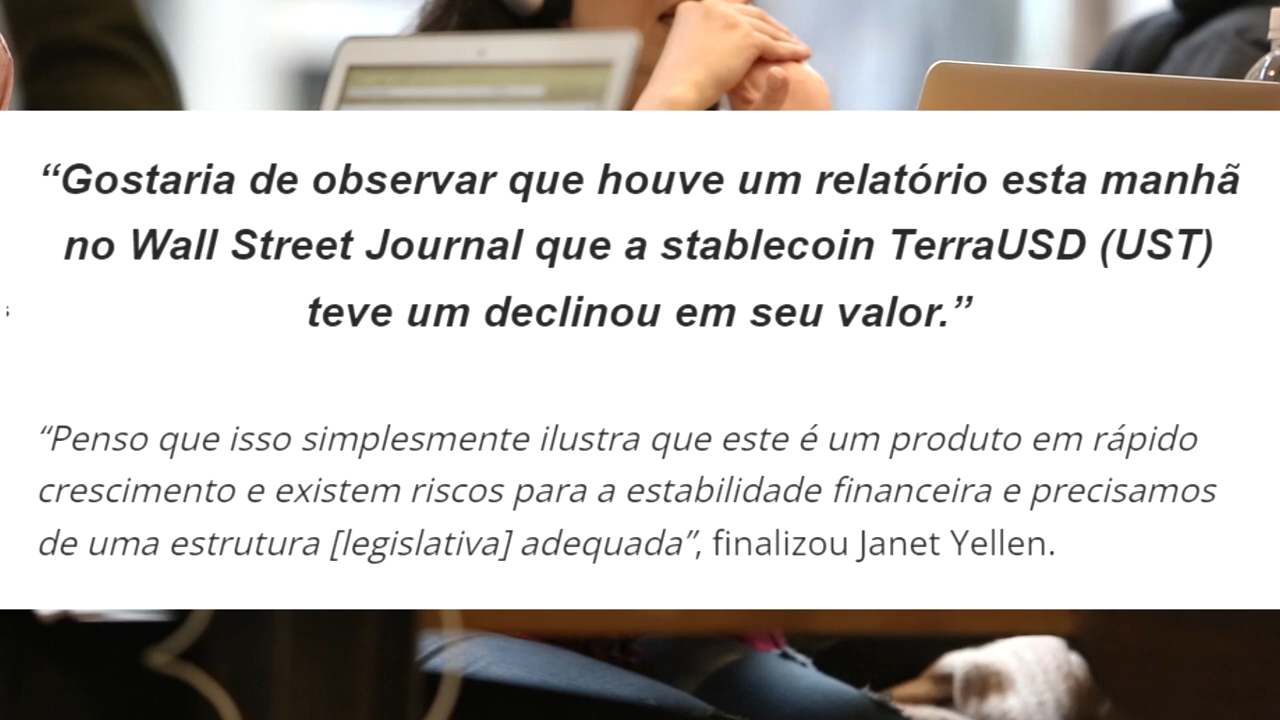 “Gostaria de observar que houve um relatório esta manhã
no Wall Street Journal que a stablecoin TerraUSD (UST)
teve um declinou em seu valor.”
“Penso que isso simplesmente ilustra que este é um produto em rápido
crescimento e existem riscos para a estabilidade financeira e precisamos
de uma estrutura [legislativa] adequada”, finalizou Janet Yellen.